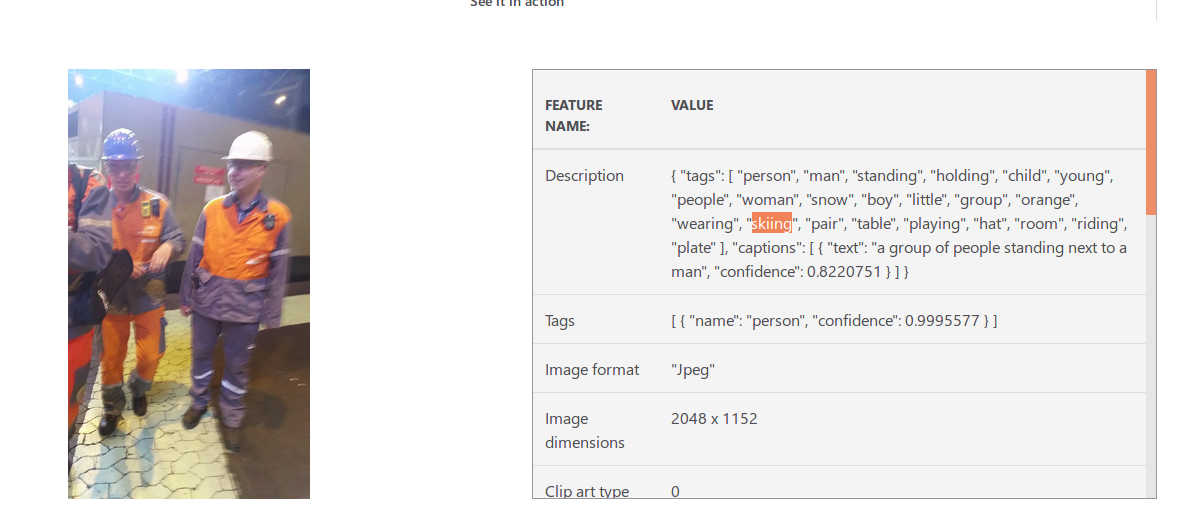 See it in action
FEATURE NAME:
VALUE
Description
{ "tags": [ "person", "man", "standing", "holding", "child", "young",
"people", "woman", "snow", "boy", "little", "group", "orange",
"wearing", "skiing", "pair", "table", "playing", "hat", "room", "riding",
"plate" ], "captions": [ { "text": "a group of people standing next to a
man", "confidence": 0.8220751 } ] }
Tags
[ { "name": "person", "confidence": 0.9995577 } ]
Image format
"Jpeg"
Image
dimensions
2048 x 1152
Clip art type
0